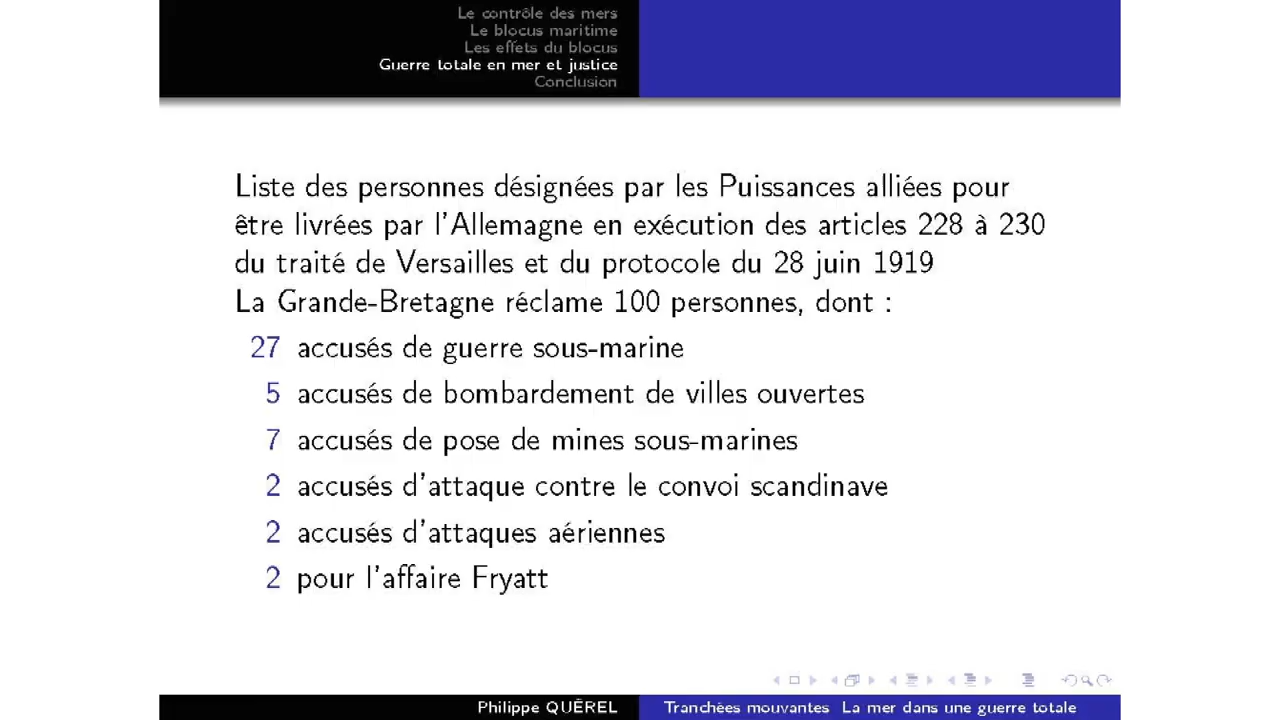 Le contrôle des mers
Le blocus maritime
Les effets du blocus
Guerre totale en mer et justice
Conclusion
Liste des personnes désignées par les Puissances alliées pour
être livrées par l'Allemagne en exécution des articles 228 à 230
du traité de Versailles et du protocole du 28 juin 1919
La Grande-Bretagne réclame 100 personnes, dont :
27 accusés de guerre sous-marine
5 accusés de bombardement de villes ouvertes
7 accusés de pose de mines sous-marines
2 accusés d'attaque contre le convoi scandinave
2 accusés d'attaques aériennes
2 pour l'affaire Fryatt
Philippe QUÉREL
Tranchées mouvantes La mer dans une guerre totale